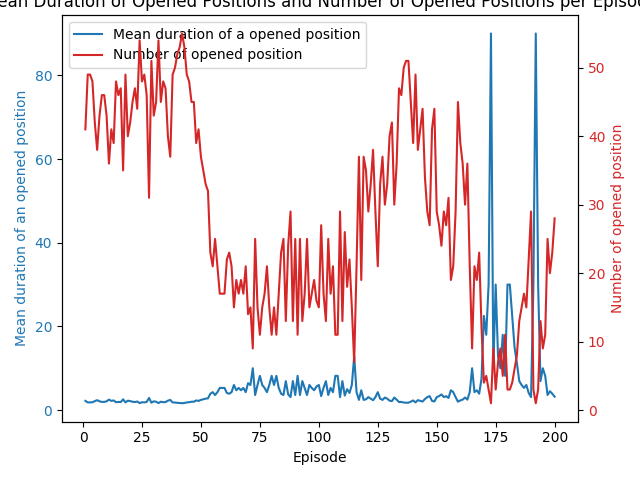 ean Duration of Opened Positions and Number of Opened Positions per Episod
Mean duration of a opened position
Number of opened position
Mean duration of an opened position
80
60
40
20
0
50
40
30
20
10
0
Number of opened position
0 25 50 75 100 125 150 175 200
Episode